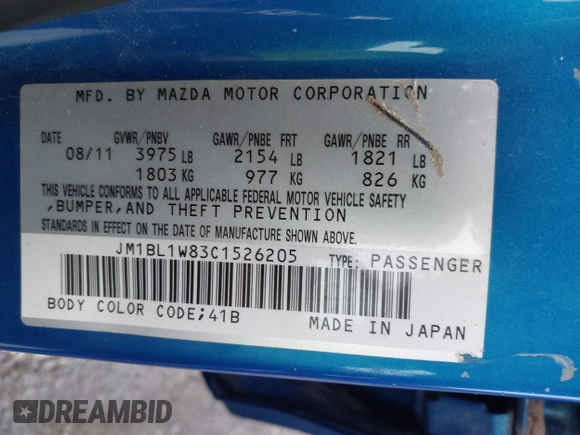 MFD. BY MAZDA MOTOR CORPORATION
DATE GVWR/PNBV GAWR/PNBE FRT GAWR/PNBE RR
08/11 3975 LB 2154 LB 1821 LB
1803 KG 977 KG 826 KG
THIS VEHICLE CONFORMS TO ALL APPLICABLE FEDERAL MOTOR VEHICLE SAFETY
,BUMPER,AND THEFT PREVENTION
STANDARDS IN EFFECT ON THE DATE OF MANUFACTURE SHOWN ABOVE.
JM1BL1W83C1526205 TYPE: PASSENGER
BODY COLOR CODE;41B MADE IN JAPAN
DREAMBID